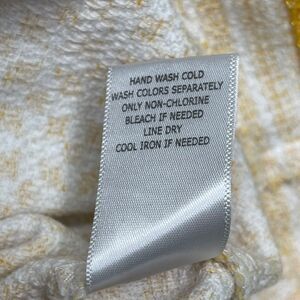 HAND WASH COLD
WASH COLORS SEPARATELY
ONLY NON-CHLORINE
BLEACH IF NEEDED
LINE DRY
COOL IRON IF NEEDED